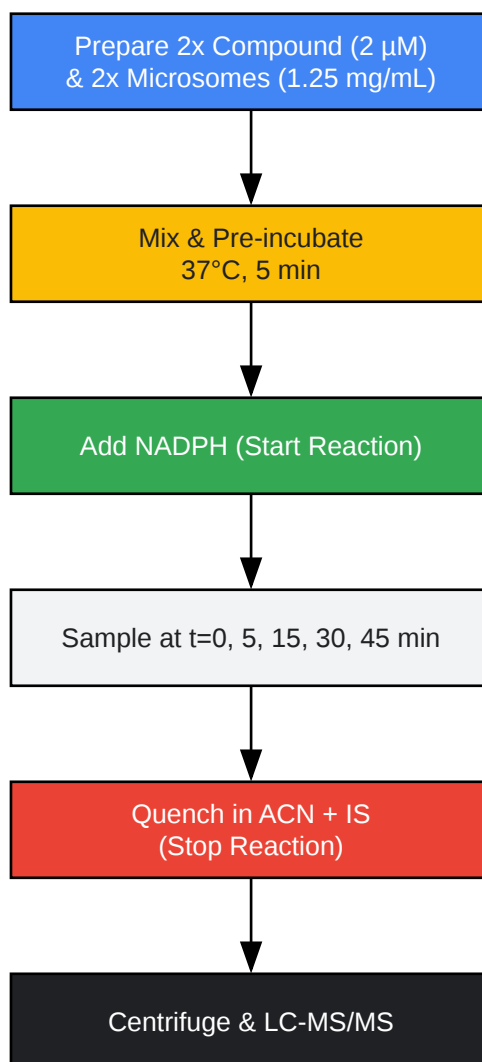 Prepare 2x Compound (2 µM)
& 2x Microsomes (1.25 mg/mL)
Mix & Pre-incubate
37°C, 5 min
Add NADPH (Start Reaction)
Sample at t=0, 5, 15, 30, 45 min
Quench in ACN + IS
(Stop Reaction)
Centrifuge & LC-MS/MS